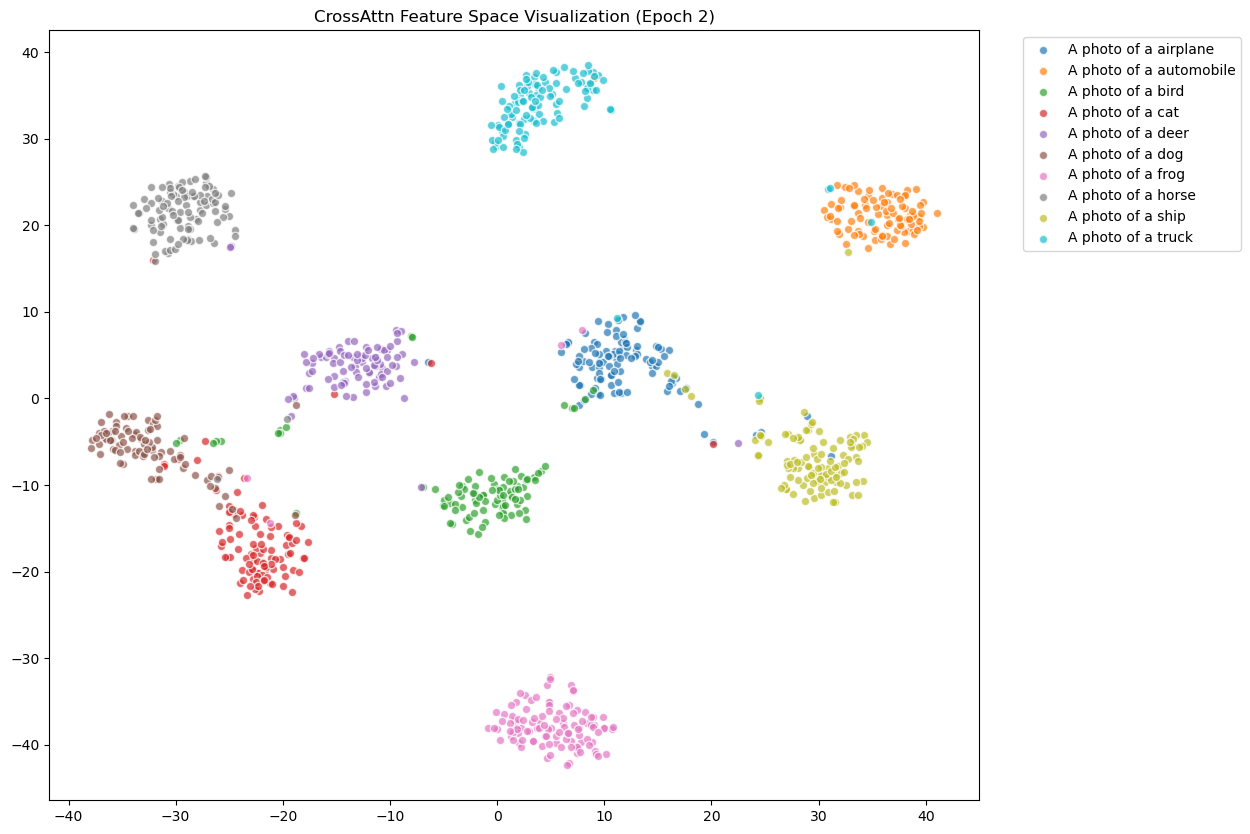 CrossAttn Feature Space Visualization (Epoch 2)
40
30
20
10
0
−10
−20
−30
−40
−40 −30 −20 −10 0 10 20 30 40
A photo of a airplane
A photo of a automobile
A photo of a bird
A photo of a cat
A photo of a deer
A photo of a dog
A photo of a frog
A photo of a horse
A photo of a ship
A photo of a truck